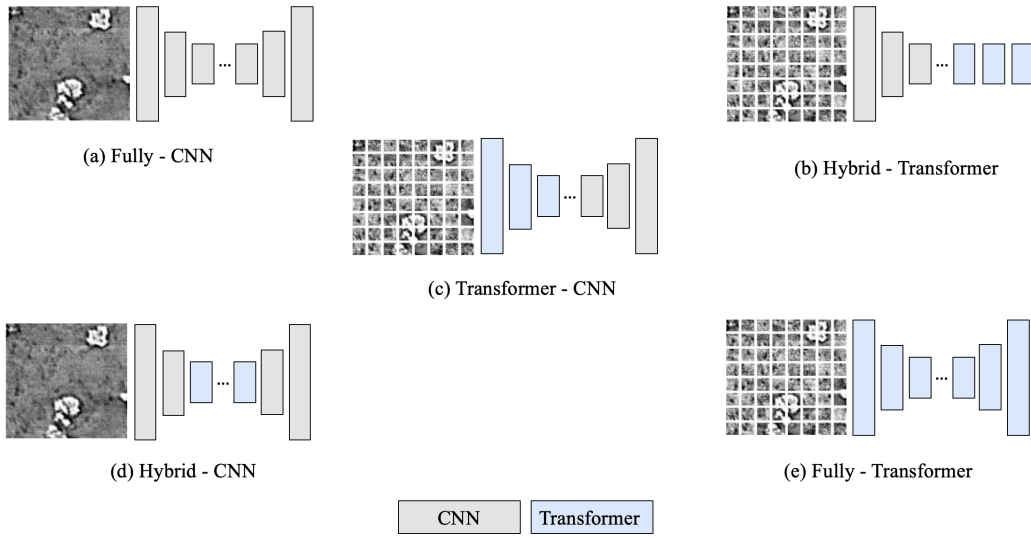 (a) Fully - CNN
(b) Hybrid - Transformer
(c) Transformer - CNN
(d) Hybrid - CNN
(e) Fully - Transformer
CNN
Transformer